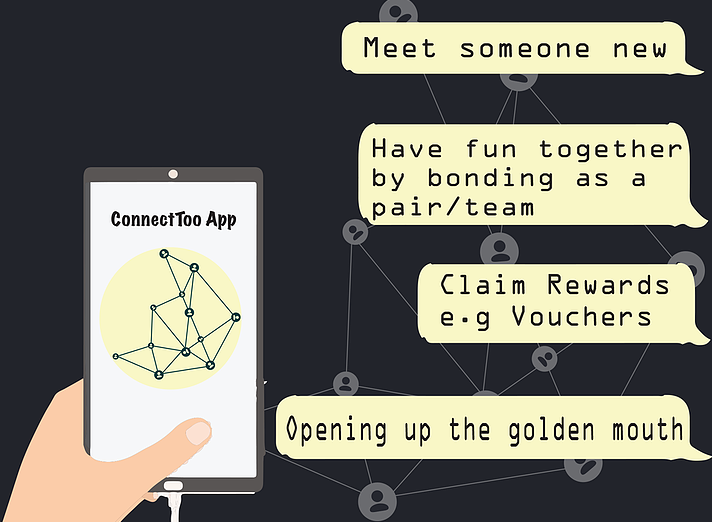 Meet someone new
Have fun together
by bonding as a
pair/team
ConnectToo App
Claim Rewards
e.g Vouchers
Opening up the golden mouth